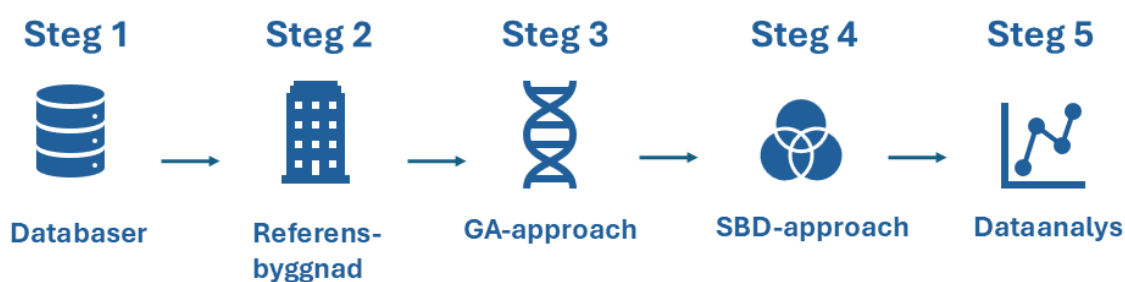 Steg 1
Steg 2
Steg 3
Steg 4
Steg 5
Databaser
Referens-
byggnad
GA-approach
SBD-approach
Dataanalys